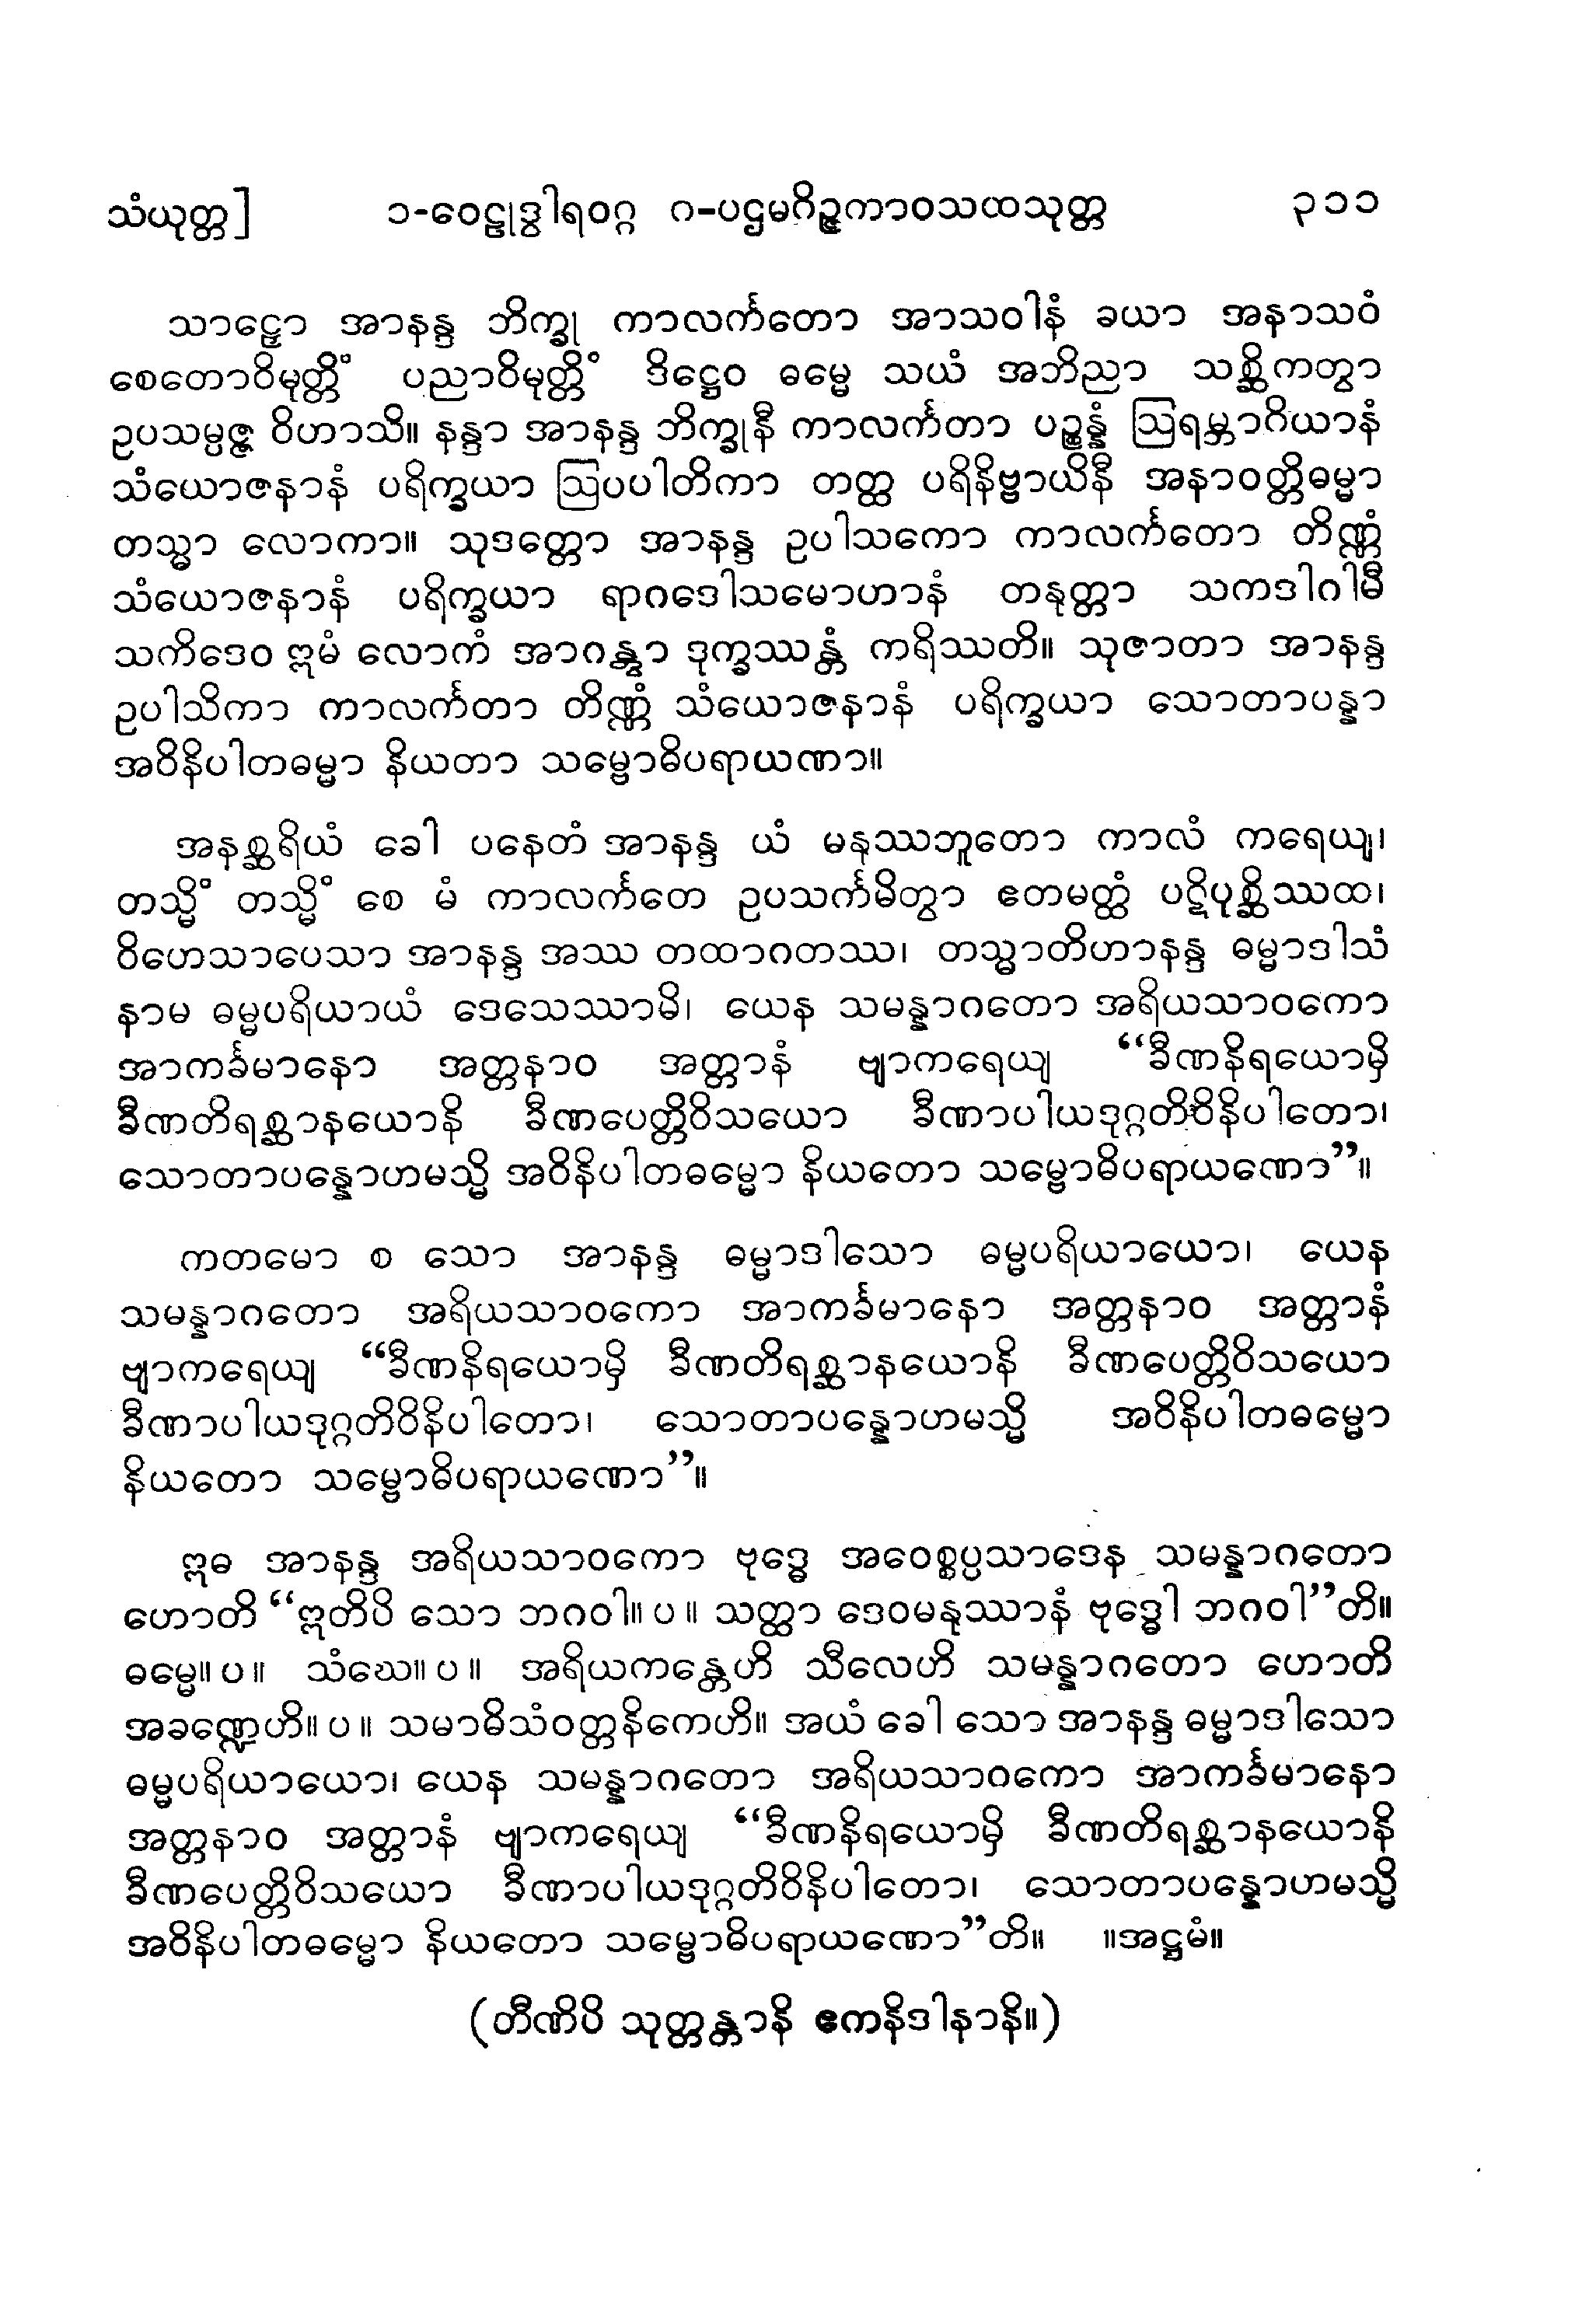 သံယုတ္တ] ၁-ဝေဠုဒွါရဝဂ္ဂ ဂ-ပဌမဂိဉ္ဇကာဝသထသုတ္တ ၃၁၁
သာဠှော အာနန္ဒ ဘိက္ခု ကာလင်္ကတော အာသဝါနံ ခယာ အနာသဝံ
စေတောဝိမုတ္တိံ ပညာဝိမုတ္တိံ ဒိဋ္ဌေဝ ဓမ္မေ သယံ အဘိညာ သစ္ဆိကတွာ
ဥပသမ္ပဇ္ဇ ဝိဟာသိ။ နန္ဒာ အာနန္ဒ ဘိက္ခုနီ ကာလင်္ကတာ ပဉ္စန္နံ ဩရမ္ဘာဂိယာနံ
သံယောဇနာနံ ပရိက္ခယာ ဩပပါတိကာ တတ္ထ ပရိနိဗ္ဗာယိနီ အနာဝတ္တိဓမ္မာ
တသ္မာ လောကာ။ သုဒတ္တော အာနန္ဒ ဥပါသကော ကာလင်္ကတော တိဏ္ဏံ
သံယောဇနာနံ ပရိက္ခယာ ရာဂဒေါသမောဟာနံ တနုတ္တာ သကဒါဂါမီ
သကိဒေဝ ဣမံ လောကံ အာဂန္တွာ ဒုက္ခဿန္တံ ကရိဿတိ။ သုဇာတာ အာနန္ဒ
ဥပါသိကာ ကာလင်္ကတာ တိဏ္ဏံ သံယောဇနာနံ ပရိက္ခယာ သောတာပန္နာ
အဝိနိပါတဓမ္မာ နိယတာ သမ္ဗောဓိပရာယဏာ။
အနစ္ဆရိယံ ခေါ ပနေတံ အာနန္ဒ ယံ မနုဿဘူတော ကာလံ ကရေယျ၊
တသ္မိံ တသ္မိံ စေ မံ ကာလင်္ကတေ ဥပသင်္ကမိတွာ ဧတမတ္ထံ ပဋိပုစ္ဆိဿထ၊
ဝိဟေသာပေသာ အာနန္ဒ အဿ တထာဂတဿ၊ တသ္မာတိဟာနန္ဒ ဓမ္မာဒါသံ
နာမ ဓမ္မပရိယာယံ ဒေသေဿာမိ၊ ယေန သမန္နာဂတော အရိယသာဝကော
အာကင်္ခမာနော အတ္တနာဝ အတ္တာနံ ဗျာကရေယျ “ခီဏနိရယောမှိ
ခီဏတိရစ္ဆာနယောနိ ခီဏပေတ္တိဝိသယော ခီဏာပါယဒုဂ္ဂတိဝိနိပါတော၊
သောတာပန္နောဟမသ္မိ အဝိနိပါတဓမ္မော နိယတော သမ္ဗောဓိပရာယဏော”။
ကတမော စ သော အာနန္ဒ ဓမ္မာဒါသော ဓမ္မပရိယာယော၊ ယေန
သမန္နာဂတော အရိယသာဝကော အာကင်္ခမာနော အတ္တနာဝ အတ္တာနံ
ဗျာကရေယျ “ခီဏနိရယောမှိ ခီဏတိရစ္ဆာနယောနိ ခီဏပေတ္တိဝိသယော
ခီဏာပါယဒုဂ္ဂတိဝိနိပါတော၊ သောတာပန္နောဟမသ္မိ အဝိနိပါတဓမ္မော
နိယတော သမ္ဗောဓိပရာယဏော”။
ဣဓ အာနန္ဒ အရိယသာဝကော ဗုဒ္ဓေ အဝေစ္စပ္ပသာဒေန သမန္နာဂတော
ဟောတိ “ဣတိပိ သော ဘဂဝါ။ ပ ။ သတ္ထာ ဒေဝမနုဿာနံ ဗုဒ္ဓေါ ဘဂဝါ”တိ။
ဓမ္မေ။ ပ ။ သံဃေ။ ပ ။ အရိယကန္တေဟိ သီလေဟိ သမန္နာဂတော ဟောတိ
အခဏ္ဍေဟိ။ ပ ။ သမာဓိသံဝတ္တနိကေဟိ။ အယံ ခေါ သော အာနန္ဒ ဓမ္မာဒါသော
ဓမ္မပရိယာယော၊ ယေန သမန္နာဂတော အရိယသာဝကော အာကင်္ခမာနော
အတ္တနာဝ အတ္တာနံ ဗျာကရေယျ “ခီဏနိရယောမှိ ခီဏတိရစ္ဆာနယောနိ
ခီဏပေတ္တိဝိသယော ခီဏာပါယဒုဂ္ဂတိဝိနိပါတော၊ သောတာပန္နောဟမသ္မိ
အဝိနိပါတဓမ္မော နိယတော သမ္ဗောဓိပရာယဏော”တိ။ ။အဋ္ဌမံ။
(တီဏိပိ သုတ္တန္တာနိ ဧကနိဒါနာနိ။)